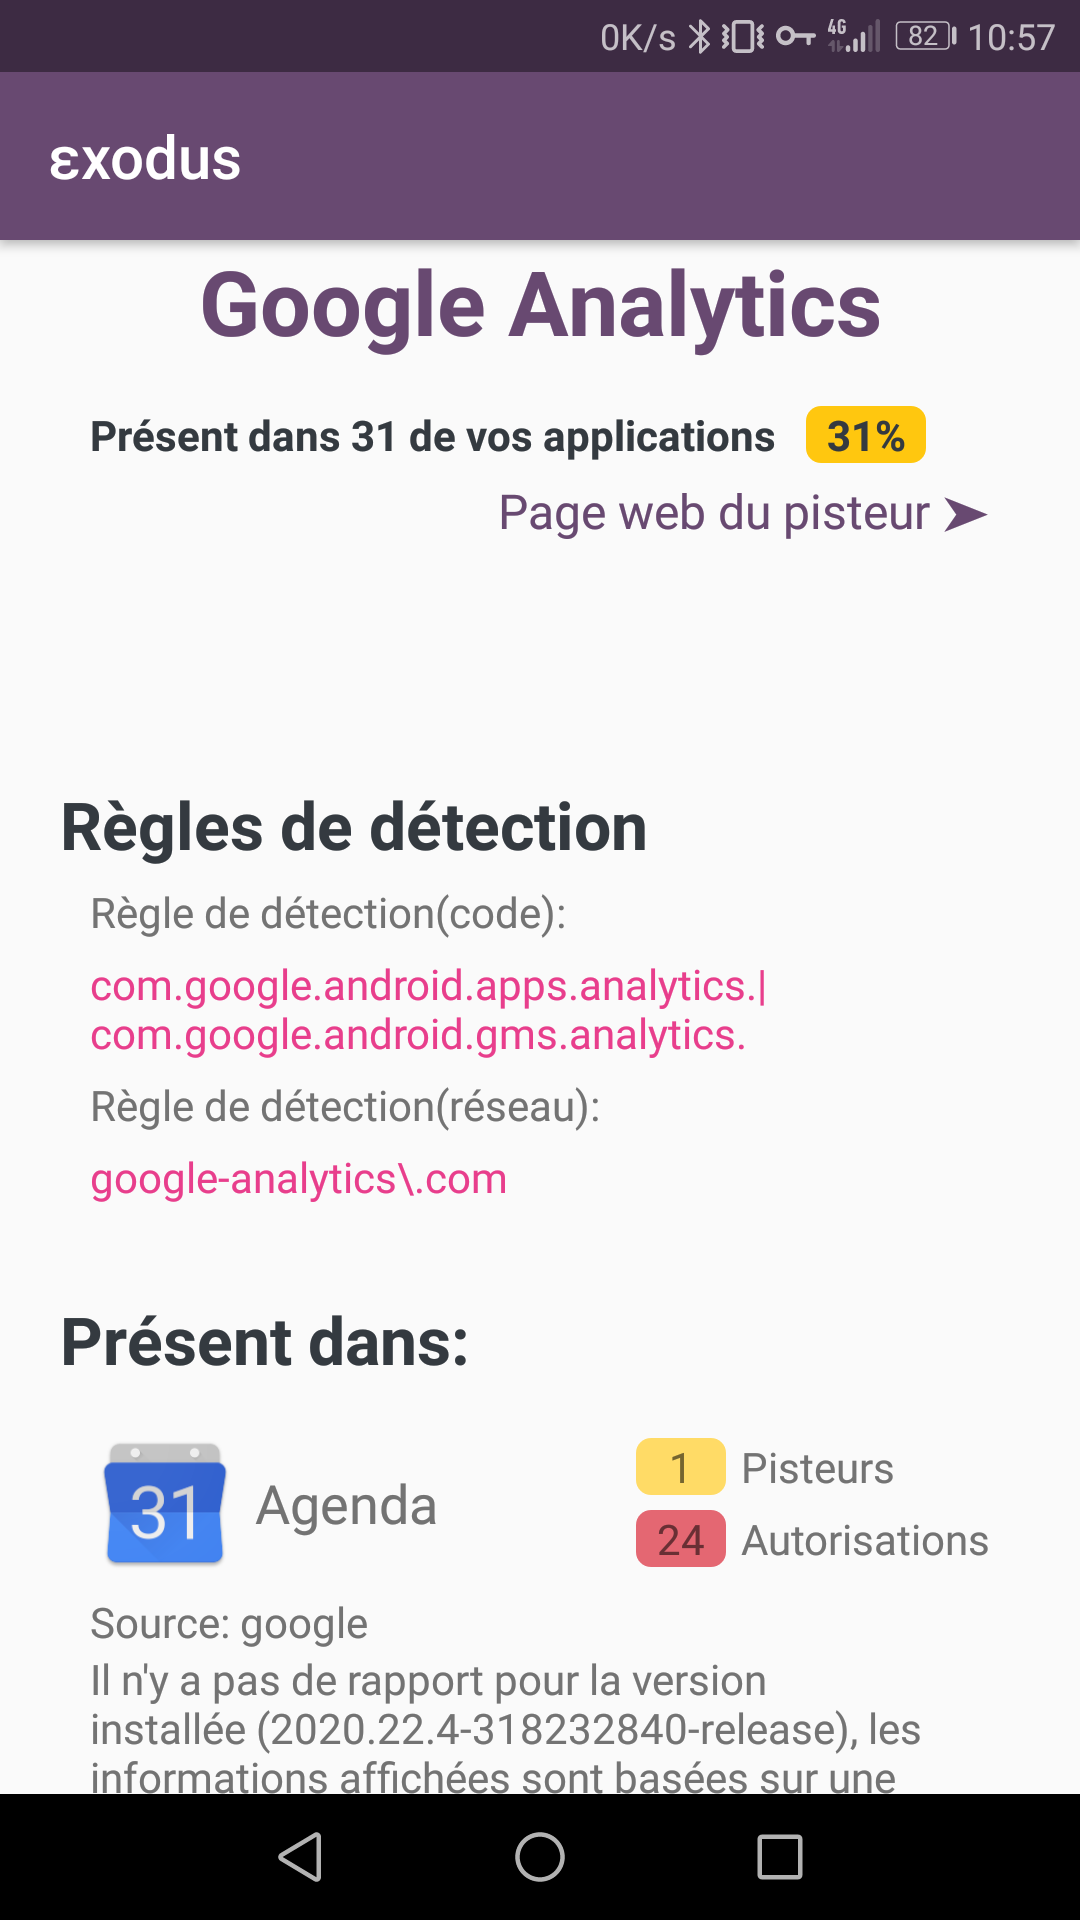 0K/s 4G 82 10:57
εxodus
Google Analytics
Présent dans 31 de vos applications 31%
Page web du pisteur ➤
Règles de détection
Règle de détection(code):
com.google.android.apps.analytics.|
com.google.android.gms.analytics.
Règle de détection(réseau):
google-analytics\.com
Présent dans:
31
Agenda
1 Pisteurs
24 Autorisations
Source: google
Il n'y a pas de rapport pour la version
installée (2020.22.4-318232840-release), les
informations affichées sont basées sur une